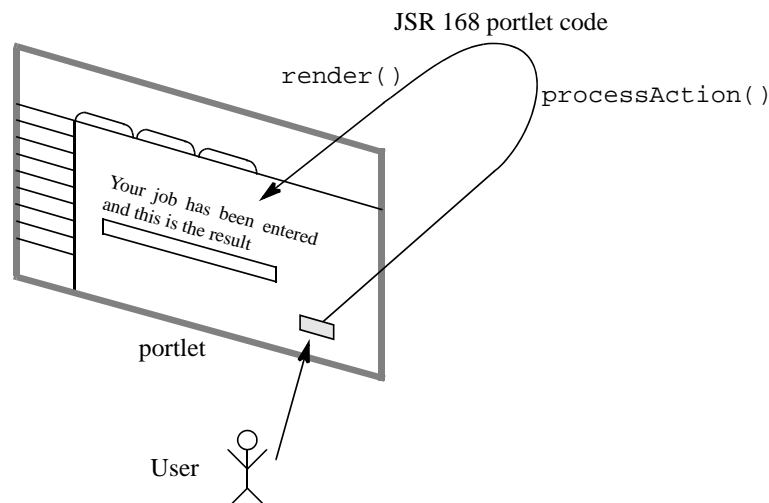 JSR 168 portlet code
render()
processAction()
Your job has been entered
and this is the result
portlet
User